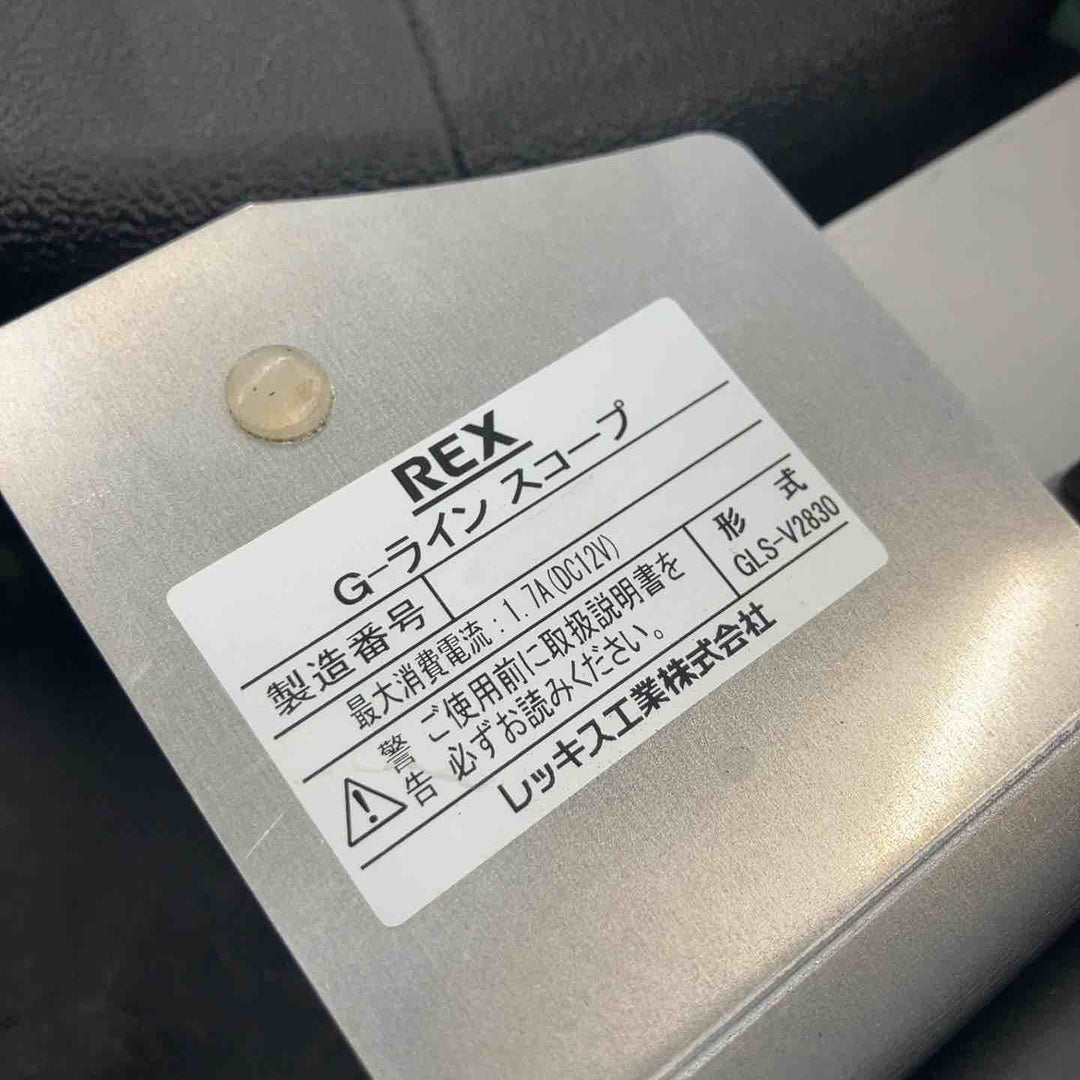 REX
G-ライン スコープ
製造番号
最大消費電流：1.7A(DC12V)
警告
ご使用前に取扱説明書を
必ずお読みください。
形式
GLS-V2830
レッキス工業株式会社